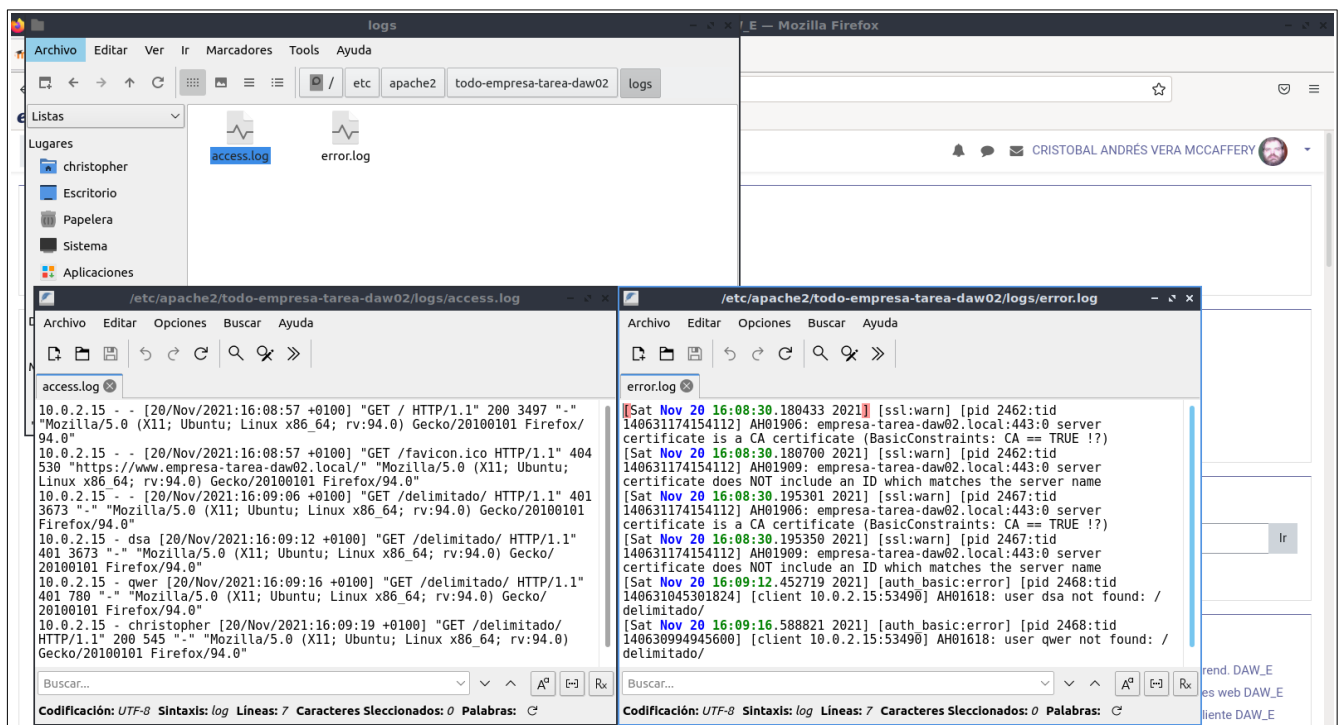 logs
_E — Mozilla Firefox
Archivo Editar Ver Ir Marcadores Tools Ayuda
/ etc apache2 todo-empresa-tarea-daw02 logs
Listas
Lugares
christopher
Escritorio
Papelera
Sistema
Aplicaciones
access.log error.log
CRISTOBAL ANDRÉS VERA MCCAFFERY
/etc/apache2/todo-empresa-tarea-daw02/logs/access.log
Archivo Editar Opciones Buscar Ayuda
access.log
10.0.2.15 - - [20/Nov/2021:16:08:57 +0100] "GET / HTTP/1.1" 200 3497 "-"
"Mozilla/5.0 (X11; Ubuntu; Linux x86_64; rv:94.0) Gecko/20100101 Firefox/
94.0"
10.0.2.15 - - [20/Nov/2021:16:08:57 +0100] "GET /favicon.ico HTTP/1.1" 404
530 "https://www.empresa-tarea-daw02.local/" "Mozilla/5.0 (X11; Ubuntu;
Linux x86_64; rv:94.0) Gecko/20100101 Firefox/94.0"
10.0.2.15 - - [20/Nov/2021:16:09:06 +0100] "GET /delimitado/ HTTP/1.1" 401
3673 "-" "Mozilla/5.0 (X11; Ubuntu; Linux x86_64; rv:94.0) Gecko/20100101
Firefox/94.0"
10.0.2.15 - dsa [20/Nov/2021:16:09:12 +0100] "GET /delimitado/ HTTP/1.1"
401 3673 "-" "Mozilla/5.0 (X11; Ubuntu; Linux x86_64; rv:94.0) Gecko/
20100101 Firefox/94.0"
10.0.2.15 - qwer [20/Nov/2021:16:09:16 +0100] "GET /delimitado/ HTTP/1.1"
401 780 "-" "Mozilla/5.0 (X11; Ubuntu; Linux x86_64; rv:94.0) Gecko/
20100101 Firefox/94.0"
10.0.2.15 - christopher [20/Nov/2021:16:09:19 +0100] "GET /delimitado/
HTTP/1.1" 200 545 "-" "Mozilla/5.0 (X11; Ubuntu; Linux x86_64; rv:94.0)
Gecko/20100101 Firefox/94.0"
Buscar...
Codificación: UTF-8 Sintaxis: log Líneas: 7 Caracteres Sleccionados: 0 Palabras:
/etc/apache2/todo-empresa-tarea-daw02/logs/error.log
Archivo Editar Opciones Buscar Ayuda
error.log
[Sat Nov 20 16:08:30.180433 2021] [ssl:warn] [pid 2462:tid
140631174154112] AH01906: empresa-tarea-daw02.local:443:0 server
certificate is a CA certificate (BasicConstraints: CA == TRUE !?)
[Sat Nov 20 16:08:30.180700 2021] [ssl:warn] [pid 2462:tid
140631174154112] AH01909: empresa-tarea-daw02.local:443:0 server
certificate does NOT include an ID which matches the server name
[Sat Nov 20 16:08:30.195301 2021] [ssl:warn] [pid 2467:tid
140631174154112] AH01906: empresa-tarea-daw02.local:443:0 server
certificate is a CA certificate (BasicConstraints: CA == TRUE !?)
[Sat Nov 20 16:08:30.195350 2021] [ssl:warn] [pid 2467:tid
140631174154112] AH01909: empresa-tarea-daw02.local:443:0 server
certificate does NOT include an ID which matches the server name
[Sat Nov 20 16:09:12.452719 2021] [auth_basic:error] [pid 2468:tid
140631045301824] [client 10.0.2.15:53490] AH01618: user dsa not found: /
delimitado/
[Sat Nov 20 16:09:16.588821 2021] [auth_basic:error] [pid 2468:tid
140630994945600] [client 10.0.2.15:53490] AH01618: user qwer not found: /
delimitado/
Buscar...
Codificación: UTF-8 Sintaxis: log Líneas: 7 Caracteres Sleccionados: 0 Palabras:
Ir
rend. DAW_E
es web DAW_E
liente DAW_E